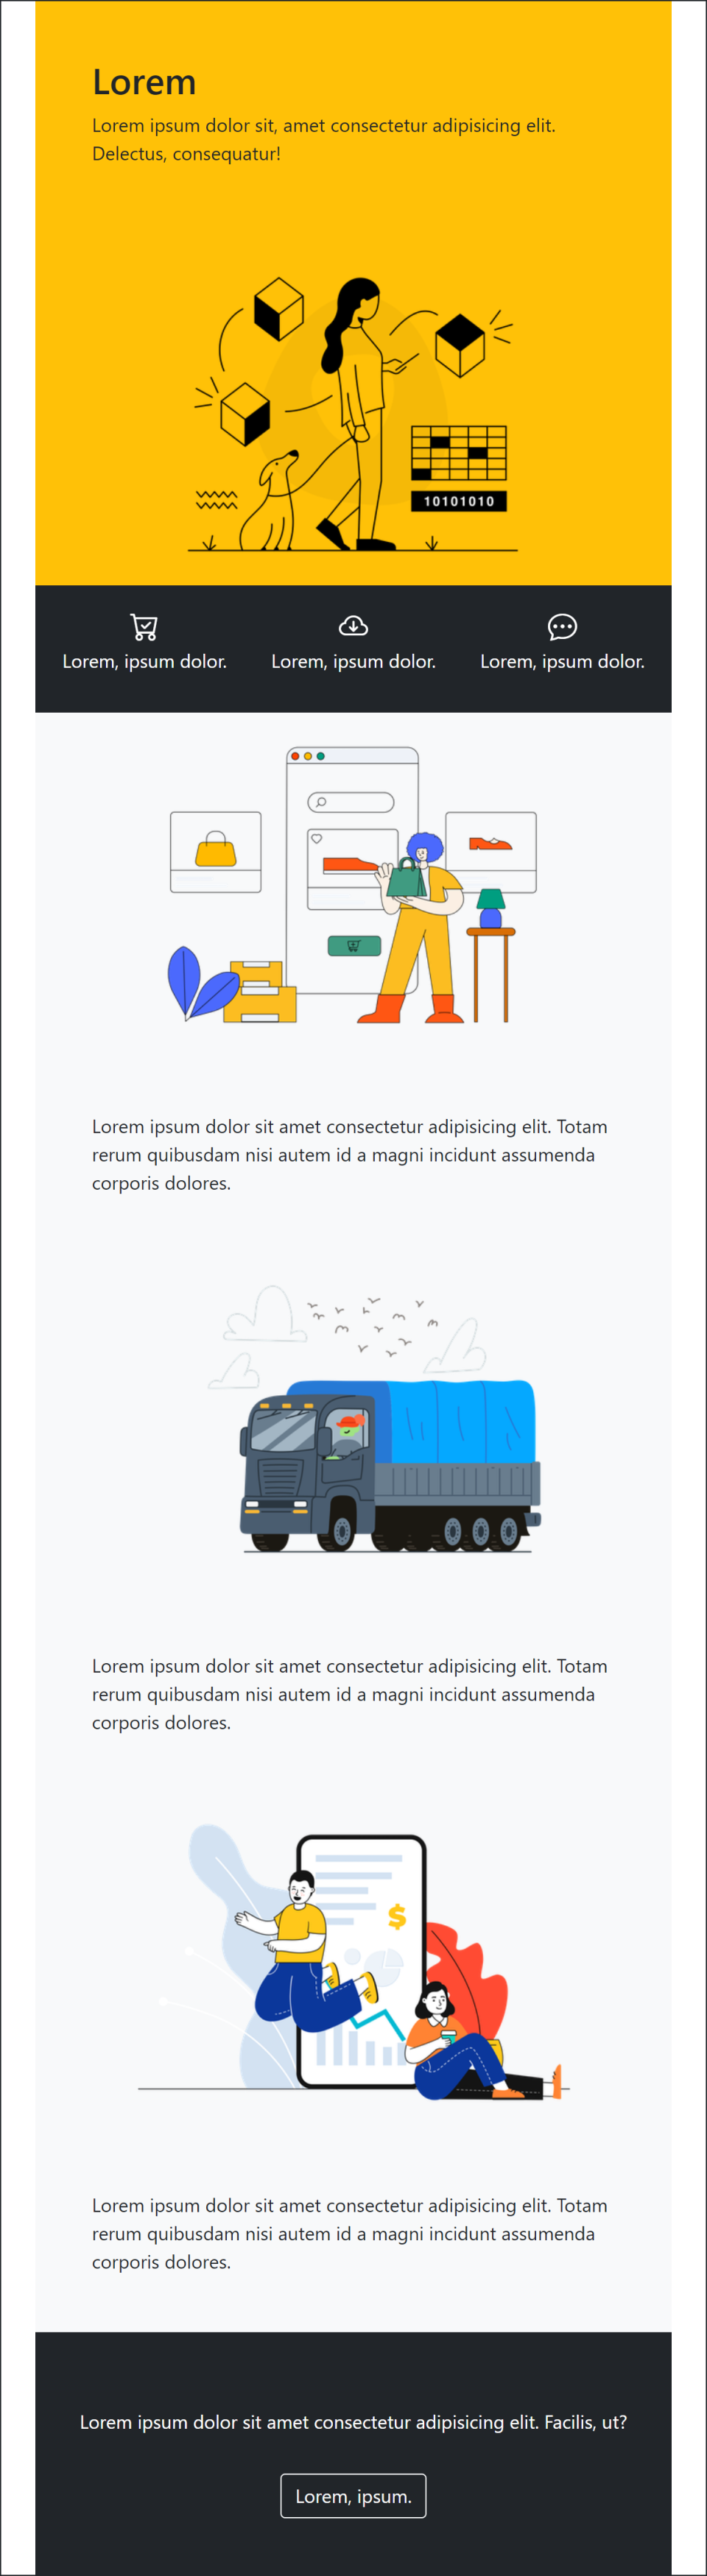 Lorem
Lorem ipsum dolor sit, amet consectetur adipisicing elit.
Delectus, consequatur!
10101010
Lorem, ipsum dolor.
Lorem, ipsum dolor.
Lorem, ipsum dolor.
Lorem ipsum dolor sit amet consectetur adipisicing elit. Totam
rerum quibusdam nisi autem id a magni incidunt assumenda
corporis dolores.
Lorem ipsum dolor sit amet consectetur adipisicing elit. Totam
rerum quibusdam nisi autem id a magni incidunt assumenda
corporis dolores.
$
Lorem ipsum dolor sit amet consectetur adipisicing elit. Totam
rerum quibusdam nisi autem id a magni incidunt assumenda
corporis dolores.
Lorem ipsum dolor sit amet consectetur adipisicing elit. Facilis, ut?
Lorem, ipsum.